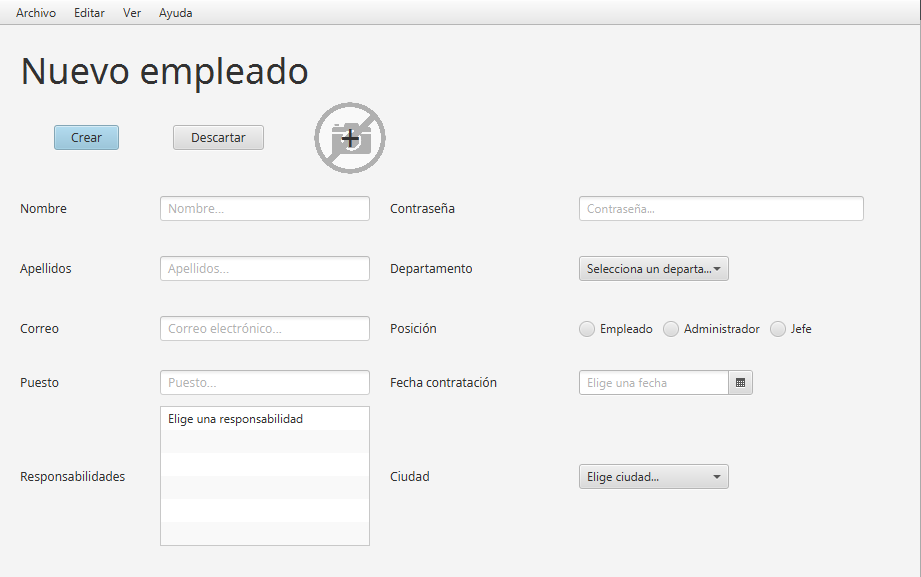 Archivo Editar Ver Ayuda
Nuevo empleado
Crear Descartar
Nombre Nombre... Contraseña Contraseña...
Apellidos Apellidos... Departamento Selecciona un departa...
Correo Correo electrónico... Posición Empleado Administrador Jefe
Puesto Puesto... Fecha contratación Elige una fecha
Elige una responsabilidad
Responsabilidades Ciudad Elige ciudad...